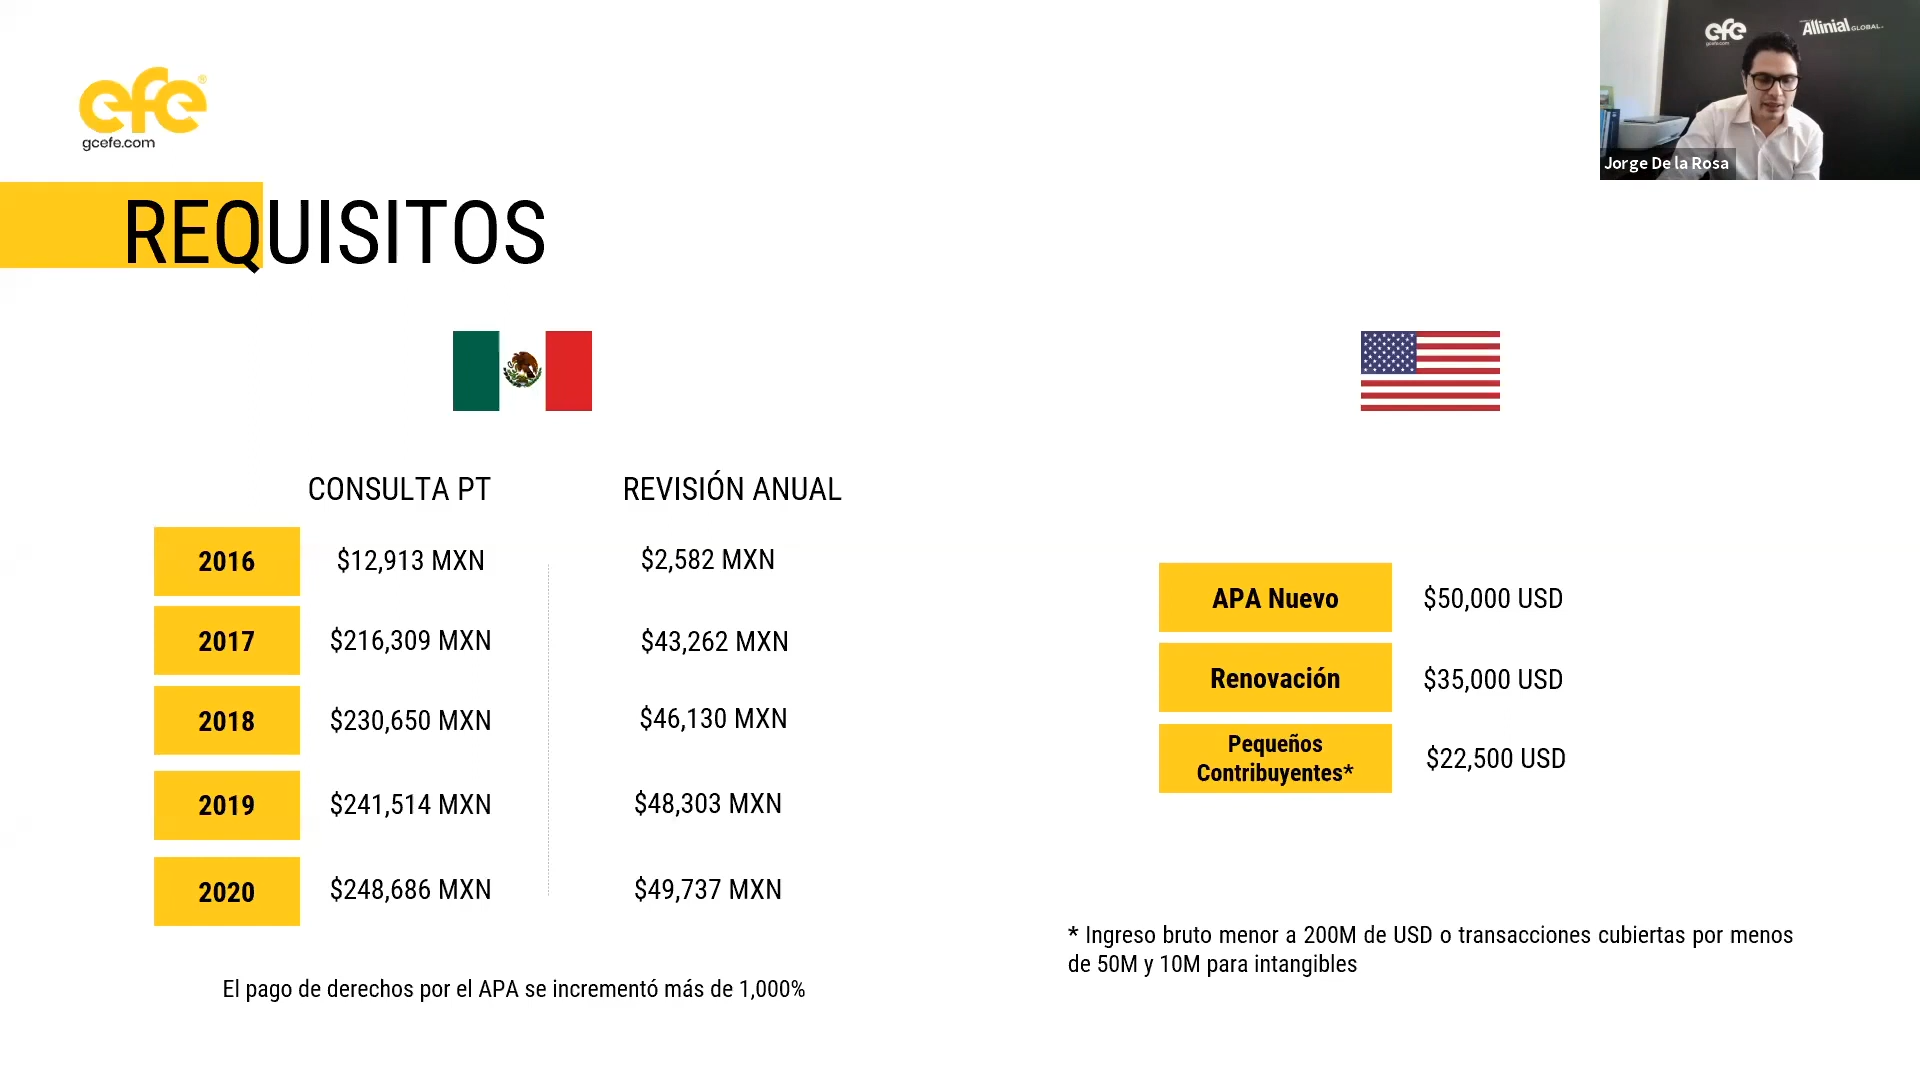 efe®
gcefe.com
efe
gcefe.com
Allinial GLOBAL
Jorge De la Rosa
REQUISITOS
CONSULTA PT
REVISIÓN ANUAL
2016 $12,913 MXN $2,582 MXN
2017 $216,309 MXN $43,262 MXN
2018 $230,650 MXN $46,130 MXN
2019 $241,514 MXN $48,303 MXN
2020 $248,686 MXN $49,737 MXN
El pago de derechos por el APA se incrementó más de 1,000%
APA Nuevo $50,000 USD
Renovación $35,000 USD
Pequeños
Contribuyentes* $22,500 USD
* Ingreso bruto menor a 200M de USD o transacciones cubiertas por menos
de 50M y 10M para intangibles